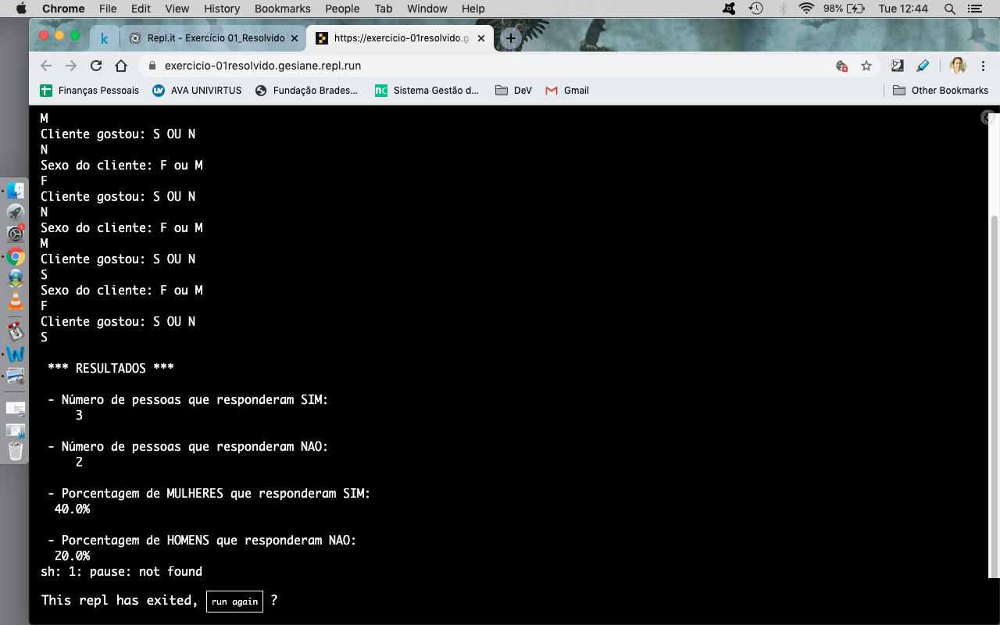 Chrome File Edit View History Bookmarks People Tab Window Help 98% Tue 12:44
k Repl.it - Exercício 01_Resolvido https://exercicio-01resolvido.g
exercicio-01resolvido.gesiane.repl.run
Finanças Pessoais AVA UNIVIRTUS Fundação Brades... nc Sistema Gestão d... DeV Gmail Other Bookmarks
M
Cliente gostou: S OU N
N
Sexo do cliente: F ou M
F
Cliente gostou: S OU N
N
Sexo do cliente: F ou M
M
Cliente gostou: S OU N
S
Sexo do cliente: F ou M
F
Cliente gostou: S OU N
S
*** RESULTADOS ***
- Número de pessoas que responderam SIM:
3
- Número de pessoas que responderam NAO:
2
- Porcentagem de MULHERES que responderam SIM:
40.0%
- Porcentagem de HOMENS que responderam NAO:
20.0%
sh: 1: pause: not found
This repl has exited, run again ?